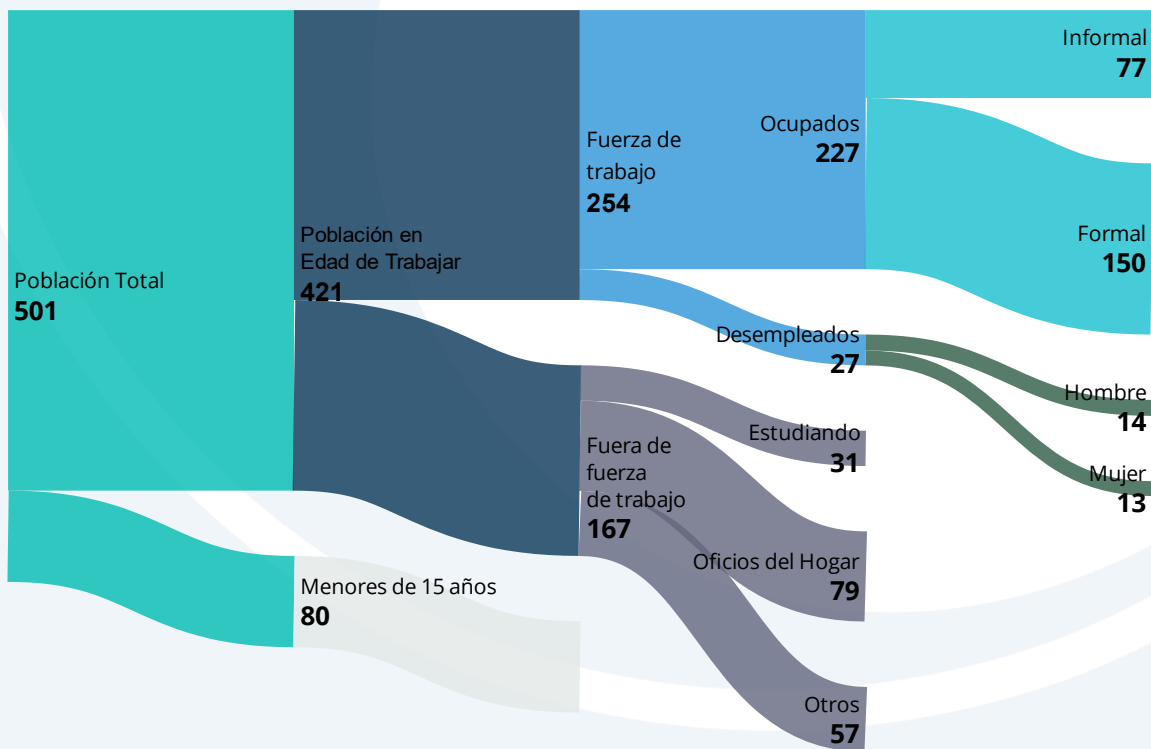 Población Total
501
Población en
Edad de Trabajar
421
Menores de 15 años
80
Fuerza de
trabajo
254
Fuera de
fuerza
de trabajo
167
Ocupados
227
Desempleados
27
Estudiando
31
Oficios del Hogar
79
Otros
57
Informal
77
Formal
150
Hombre
14
Mujer
13